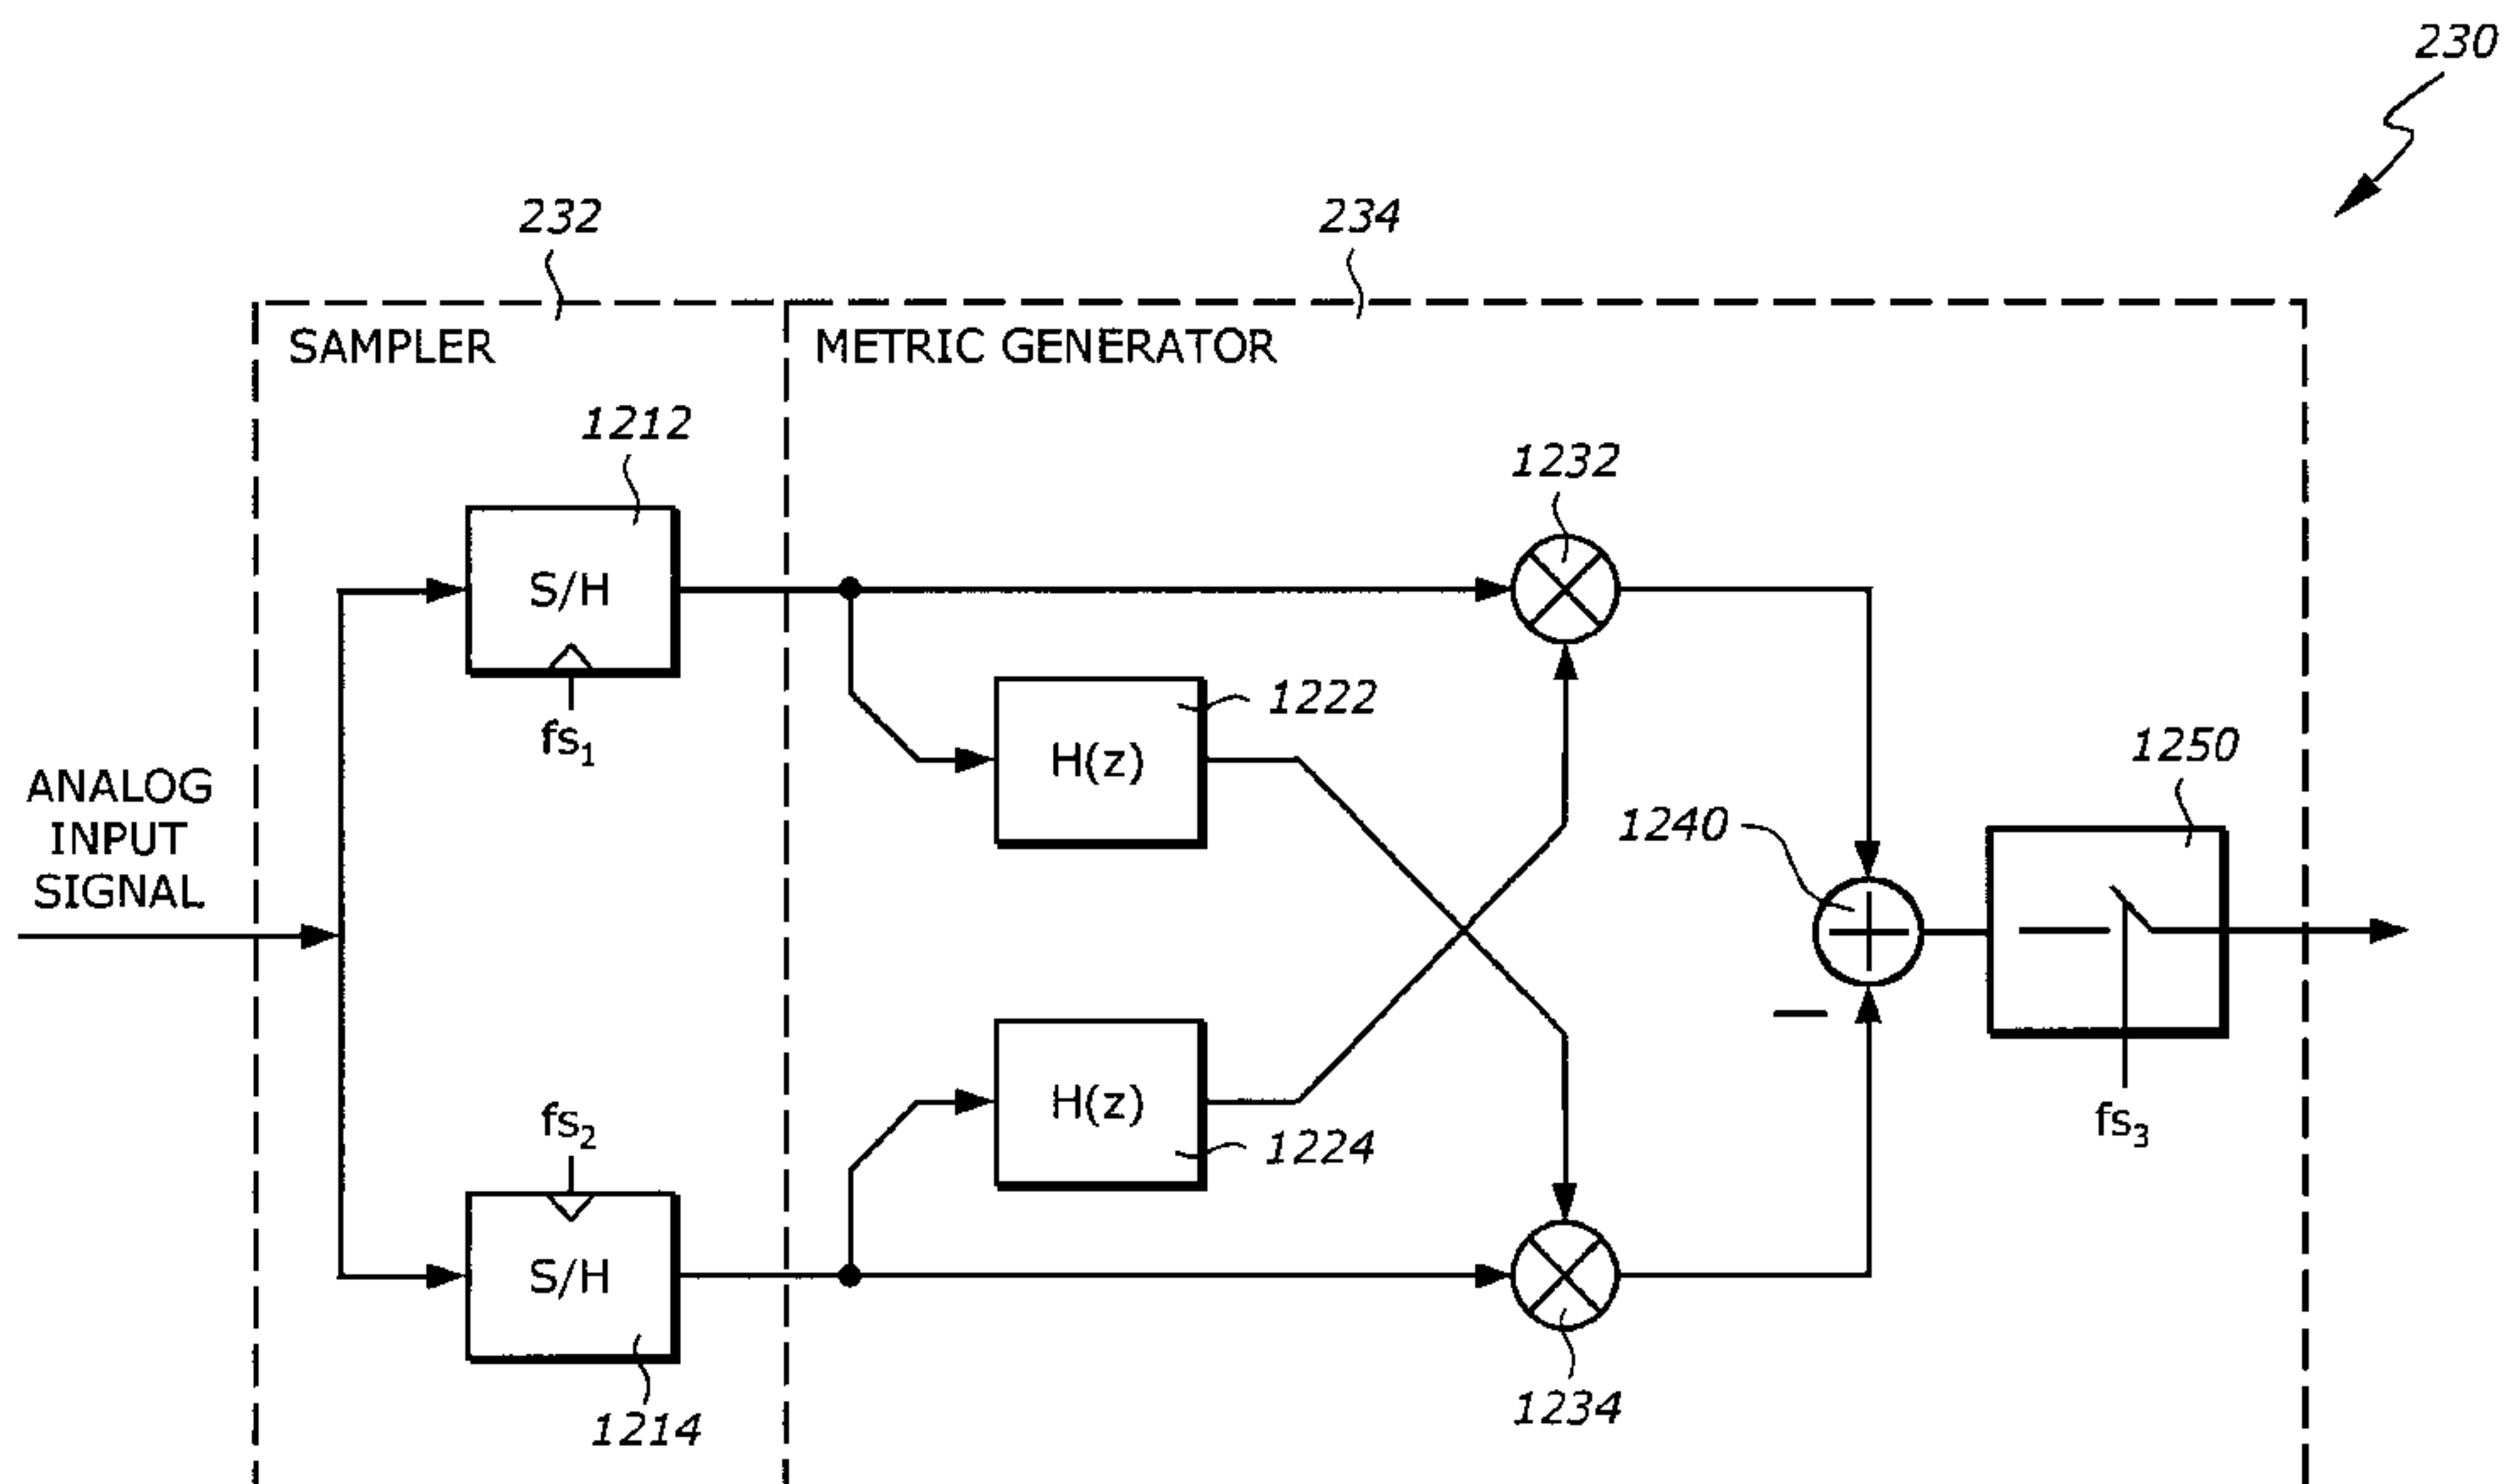 230
232
234
SAMPLER
METRIC GENERATOR
1212
1232
S/H
fs1
1222
H(z)
1250
ANALOG
INPUT
SIGNAL
1240
fs2
H(z)
1224
fs3
S/H
1214
1234